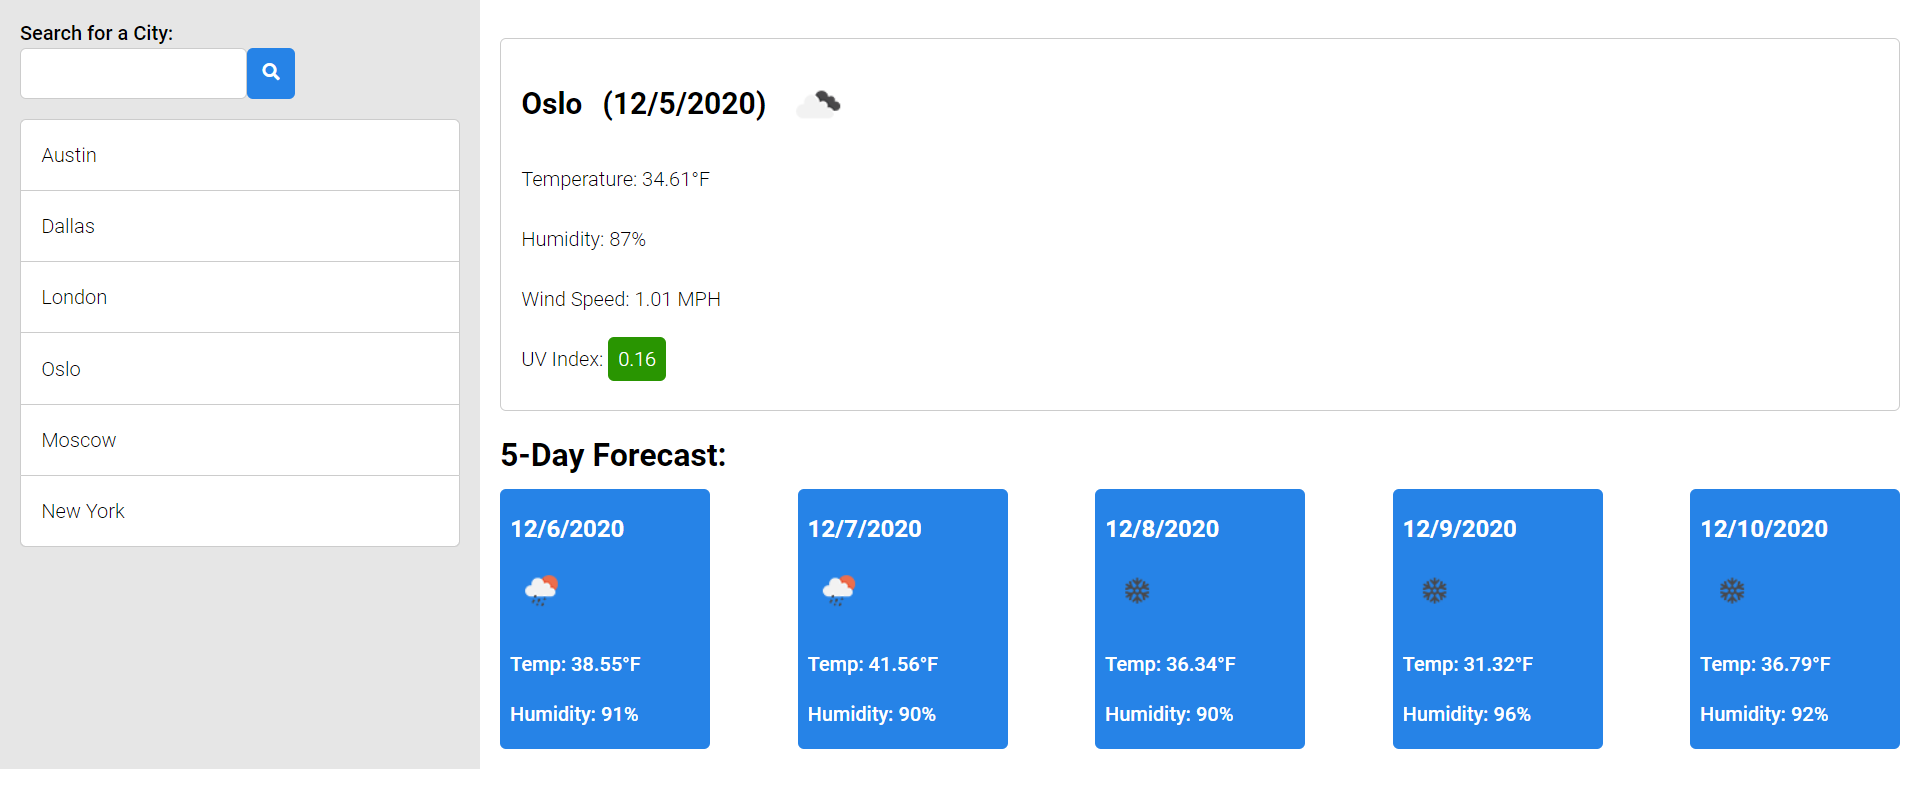 Search for a City:
Austin
Dallas
London
Oslo
Moscow
New York
Oslo (12/5/2020)
Temperature: 34.61°F
Humidity: 87%
Wind Speed: 1.01 MPH
UV Index: 0.16
5-Day Forecast:
12/6/2020
Temp: 38.55°F
Humidity: 91%
12/7/2020
Temp: 41.56°F
Humidity: 90%
12/8/2020
Temp: 36.34°F
Humidity: 90%
12/9/2020
Temp: 31.32°F
Humidity: 96%
12/10/2020
Temp: 36.79°F
Humidity: 92%